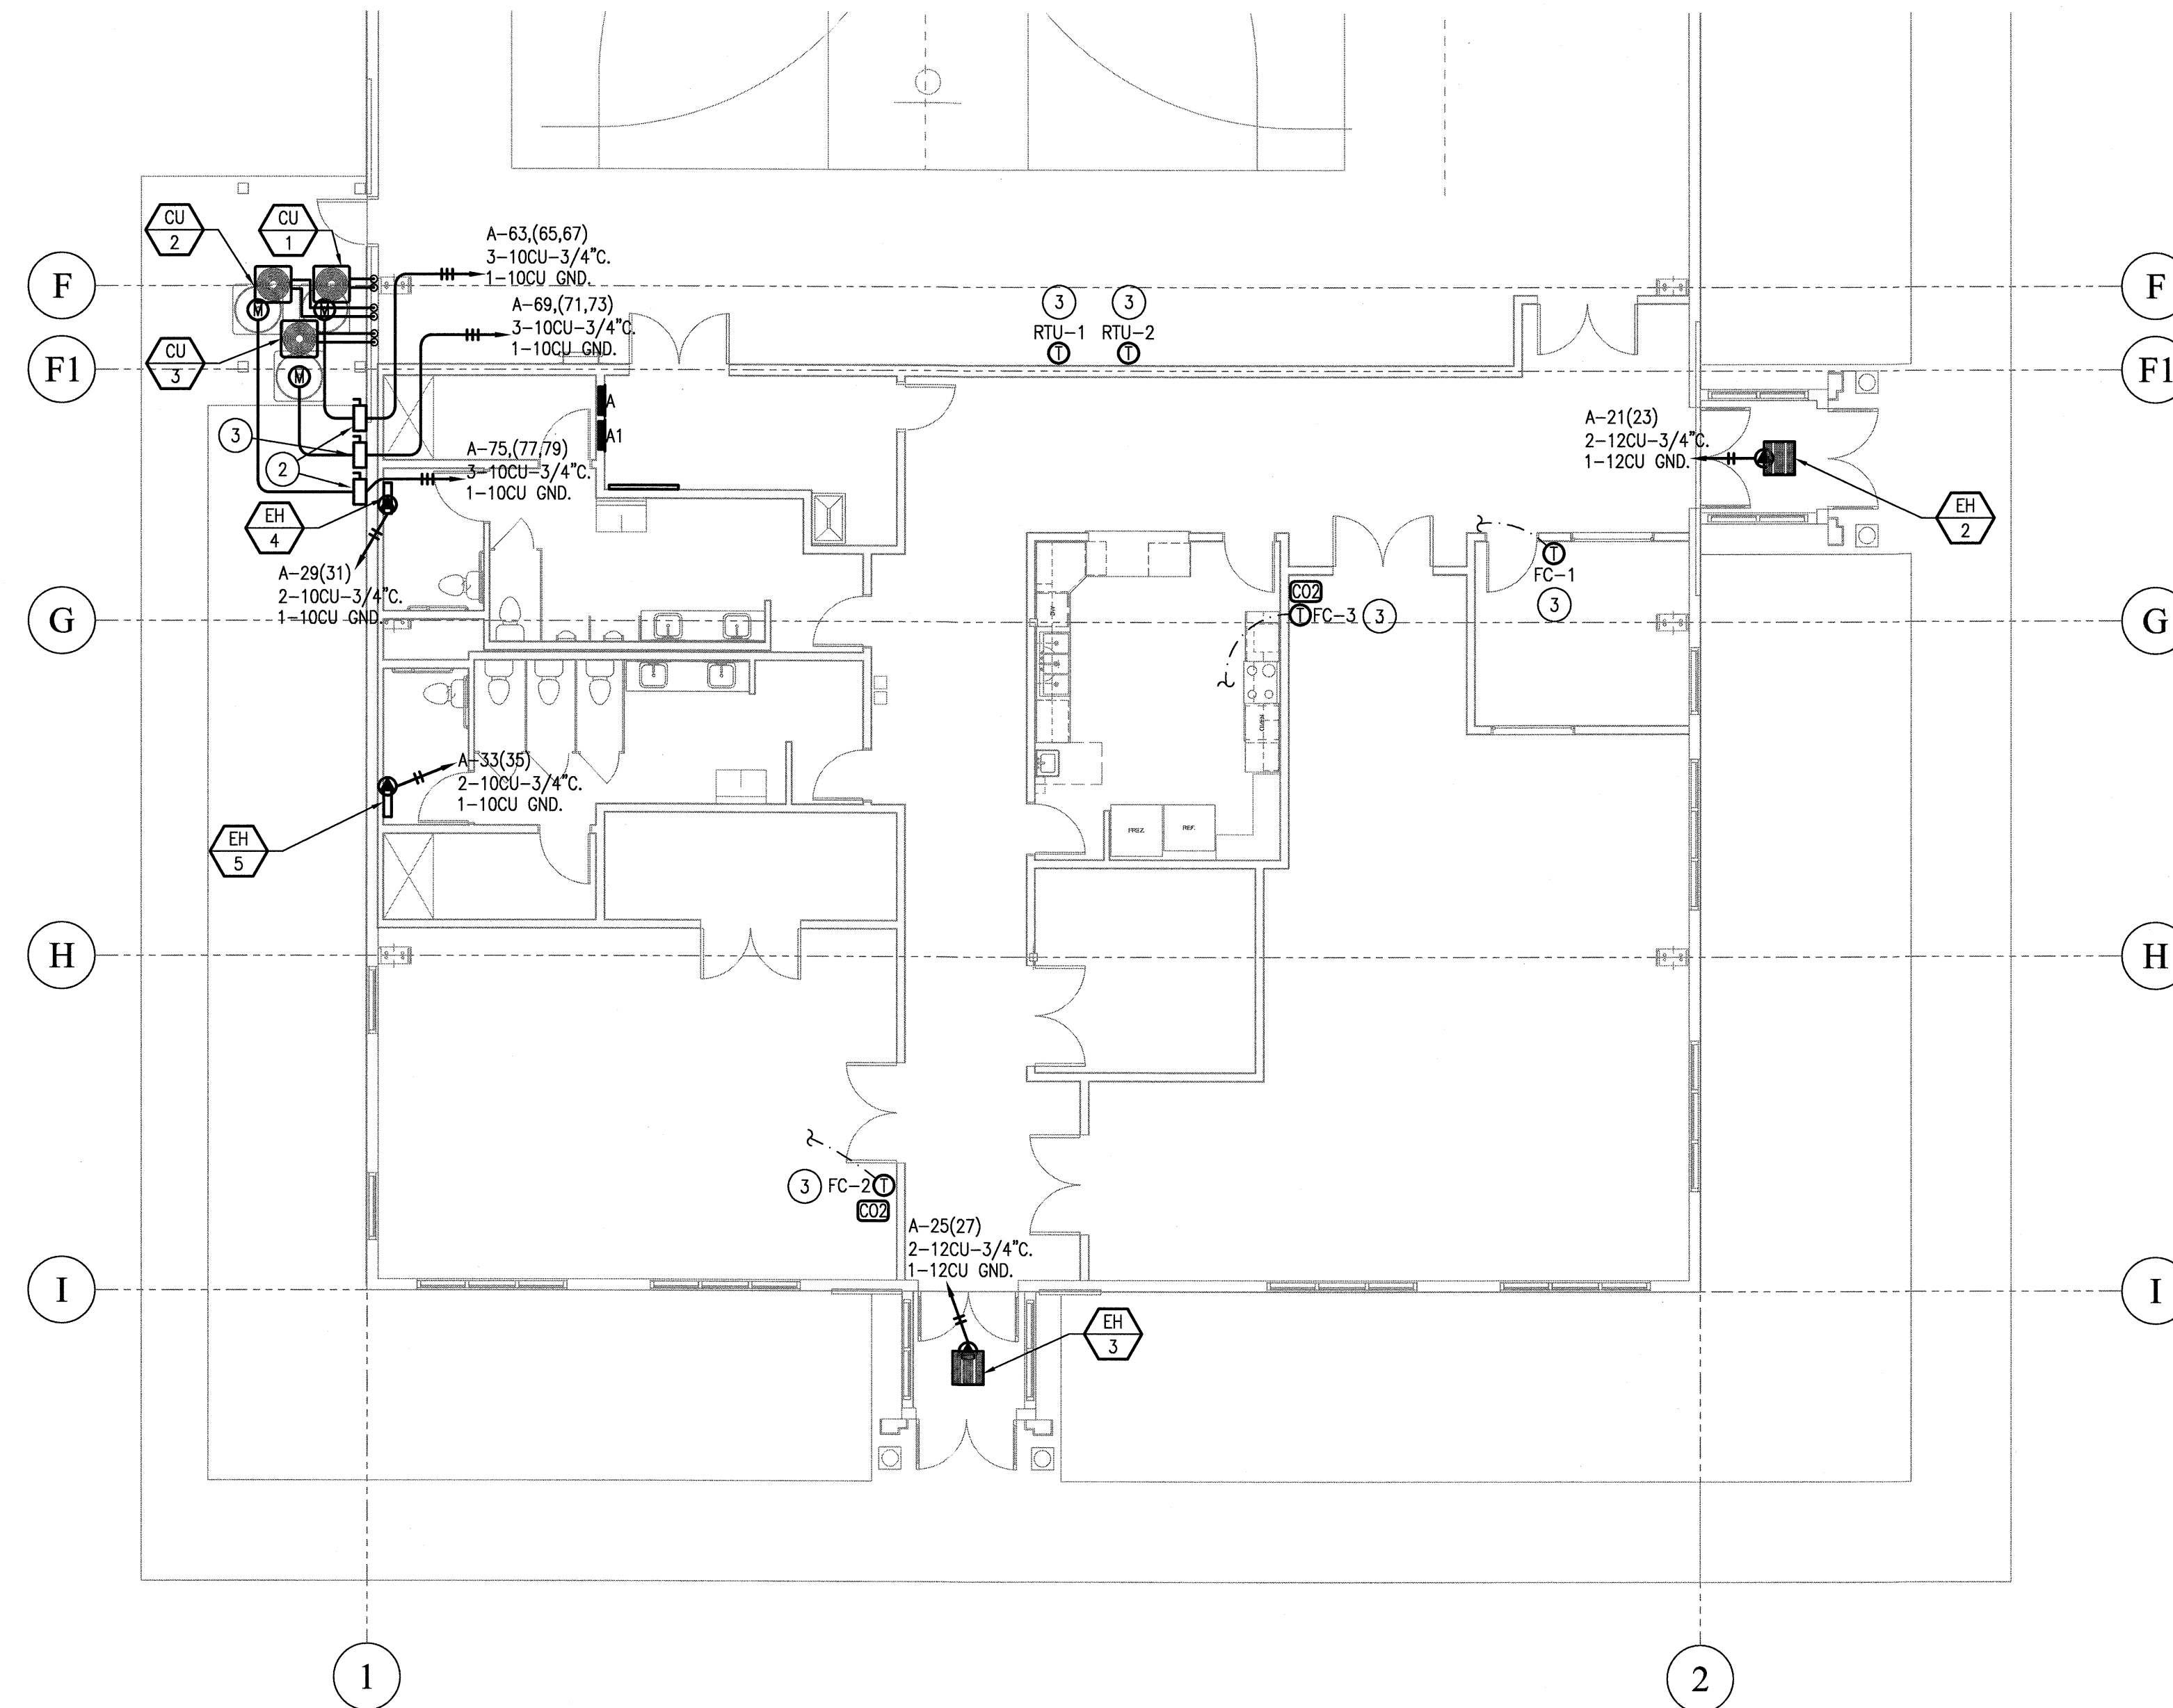 CU
2
CU
1
A-63,(65,67)
3-10CU-3/4"C.
1-10CU GND.
F
F
A-69,(71,73)
3-10CU-3/4"C.
1-10CU GND.
3
3
RTU-1
RTU-2
T
T
M
M
CU
3
M
F1
F1
A
A1
3
2
A-75,(77,79)
3-10CU-3/4"C.
1-10CU GND.
A-21(23)
2-12CU-3/4"C.
1-12CU GND.
EH
2
EH
4
A-29(31)
2-10CU-3/4"C.
1-10CU GND.
T
FC-1
3
CO2
T FC-3 3
DW
G
G
A-33(35)
2-10CU-3/4"C.
1-10CU GND.
EH
5
FREZ.
REF.
H
H
3 FC-2 T
CO2
A-25(27)
2-12CU-3/4"C.
1-12CU GND.
I
I
EH
3
1
2